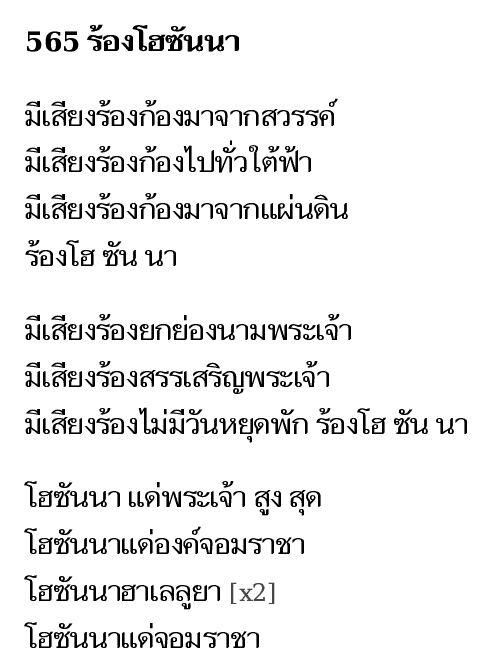 565 ร้องโฮซันนา
มีเสียงร้องก้องมาจากสวรรค์
มีเสียงร้องก้องไปทั่วใต้ฟ้า
มีเสียงร้องก้องมาจากแผ่นดิน
ร้องโฮ ซัน นา
มีเสียงร้องยกย่องนามพระเจ้า
มีเสียงร้องสรรเสริญพระเจ้า
มีเสียงร้องไม่มีวันหยุดพัก ร้องโฮ ซัน นา
โฮซันนา แด่พระเจ้า สูง สุด
โฮซันนาแด่องค์จอมราชา
โฮซันนาฮาเลลูยา [x2]
โฮซันนาแด่จอมราชา